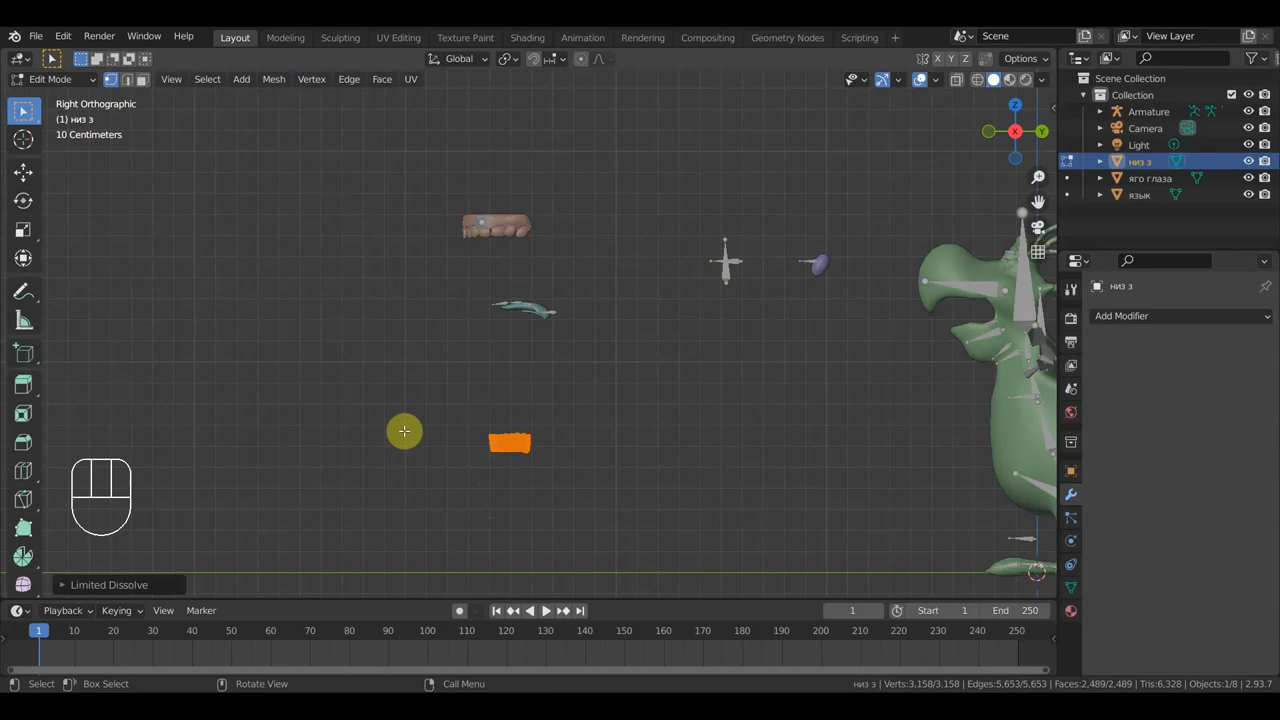 File Edit Render Window Help Layout Modeling Sculpting UV Editing Texture Paint Shading Animation Rendering Compositing Geometry Nodes Scripting + Scene View Layer
Global X Y Z Options
Edit Mode View Select Add Mesh Vertex Edge Face UV
Right Orthographic
(1) низ з
10 Centimeters
Z
X
Y
Scene Collection
Collection
Armature
Camera
Light
низ з
яго глаза
язык
низ з
Add Modifier
Limited Dissolve
Playback Keying View Marker 1 Start 1 End 250
1 10 20 30 40 50 60 70 80 90 100 110 120 130 140 150 160 170 180 190 200 210 220 230 240 250
Select Box Select Rotate View Call Menu низ з | Verts:3,158/3,158 | Edges:5,653/5,653 | Faces:2,489/2,489 | Tris:6,328 | Objects:1/8 | 2.93.7